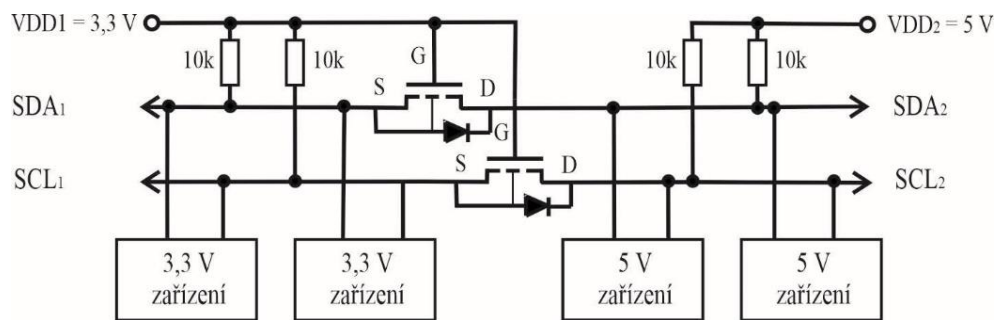 VDD1 = 3,3 V
VDD2 = 5 V
10k
10k
10k
10k
G
S
D
SDA1
SDA2
G
S
D
SCL1
SCL2
3,3 V
zařízení
3,3 V
zařízení
5 V
zařízení
5 V
zařízení